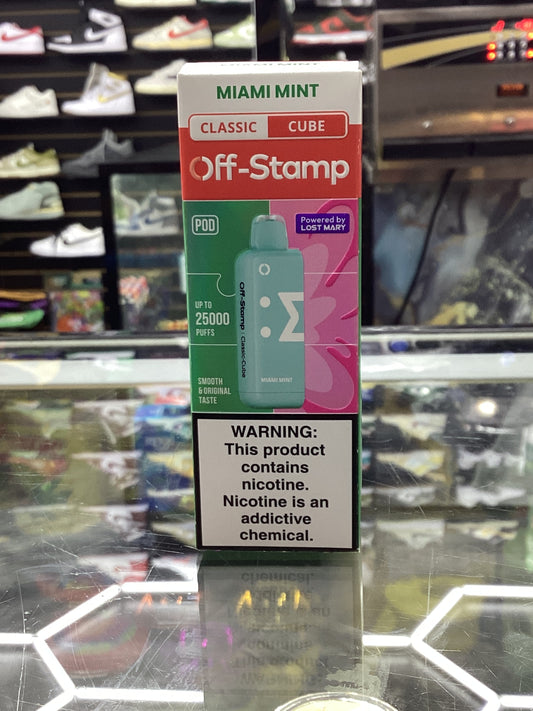 MIAMI MINT
CLASSIC CUBE
Off-Stamp
POD
Powered by
LOST MARY
UP TO
25000
PUFFS
Off-Stamp Classic-Cube
MIAMI MINT
SMOOTH
& ORIGINAL
TASTE
WARNING:
This product
contains
nicotine.
Nicotine is an
addictive
chemical.